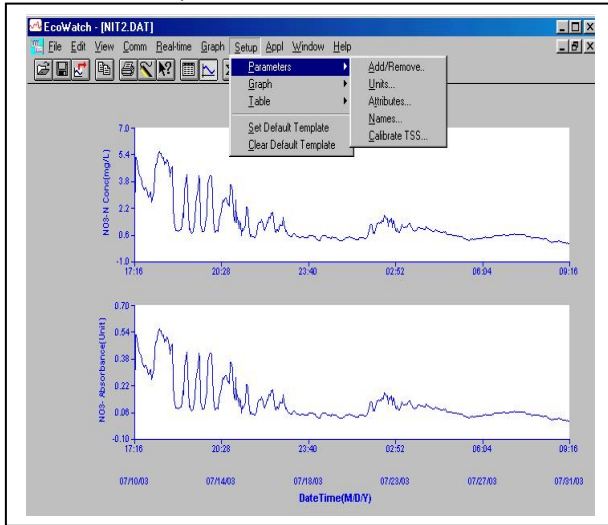 EcoWatch - [NIT2.DAT]
File Edit View Comm Real-time Graph Setup Appl Window Help
Parameters
Graph
Table
Set Default Template
Clear Default Template
Add/Remove..
Units...
Attributes...
Names...
Calibrate TSS...
NO3-N Conc(mg/L)
7.0
5.4
3.8
2.2
0.6
-1.0
17:16 20:28 23:40 02:52 06:04 09:16
NO3- Absorbance(Unit)
0.70
0.54
0.38
0.22
0.06
-0.10
17:16 20:28 23:40 02:52 06:04 09:16
07/10/03 07/14/03 07/18/03 07/23/03 07/27/03 07/31/03
DateTime(M/D/Y)